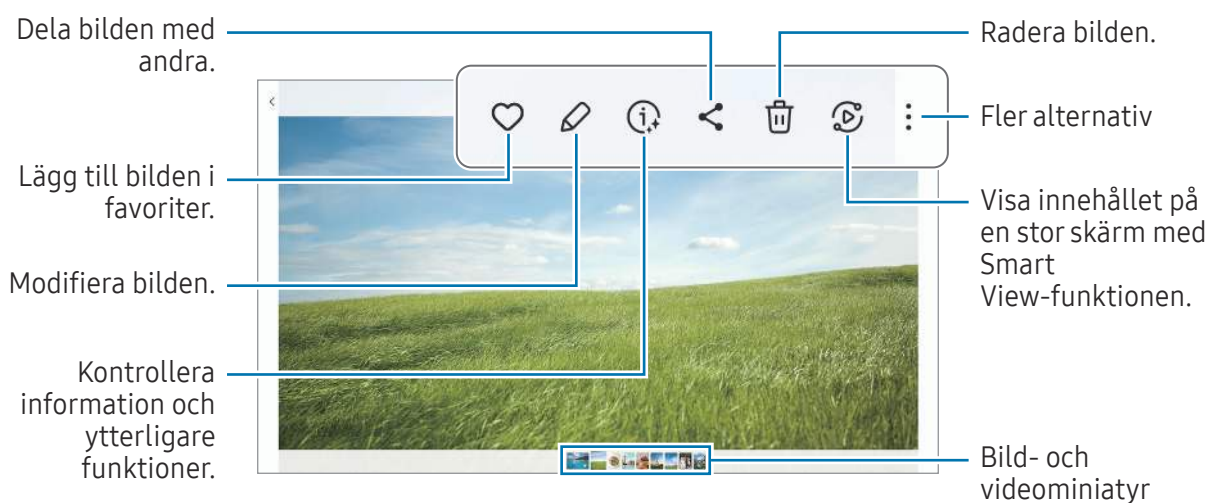 Dela bilden med
andra.
Lägg till bilden i
favoriter.
Modifiera bilden.
Kontrollera
information och
ytterligare
funktioner.
Radera bilden.
Fler alternativ
Visa innehållet på
en stor skärm med
Smart
View-funktionen.
Bild- och
videominiatyr